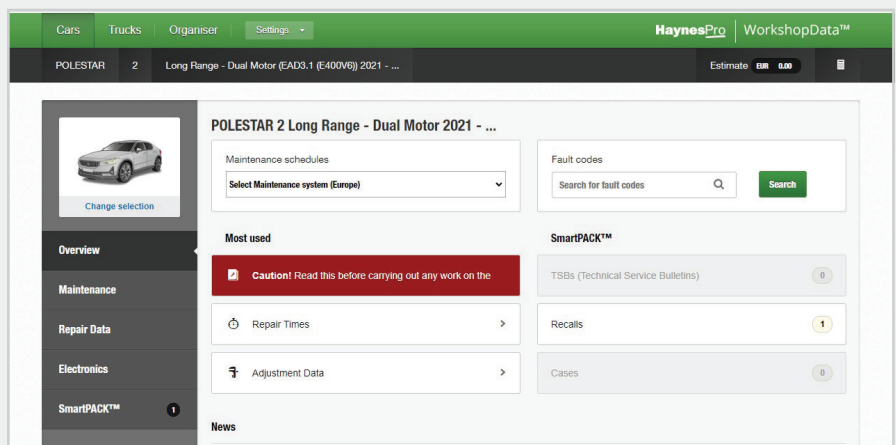 Cars Trucks Organiser Settings HaynesPro WorkshopData™
POLESTAR 2 Long Range - Dual Motor (EAD3.1 (E400V6)) 2021 - ... Estimate EUR 0.00
POLESTAR 2 Long Range - Dual Motor 2021 - ...
Maintenance schedules
Select Maintenance system (Europe)
Fault codes
Search for fault codes Search
Change selection
Overview
Maintenance
Repair Data
Electronics
SmartPACK™ 1
Most used
Caution! Read this before carrying out any work on the
Repair Times
Adjustment Data
SmartPACK™
TSBs (Technical Service Bulletins) 0
Recalls 1
Cases 0
News